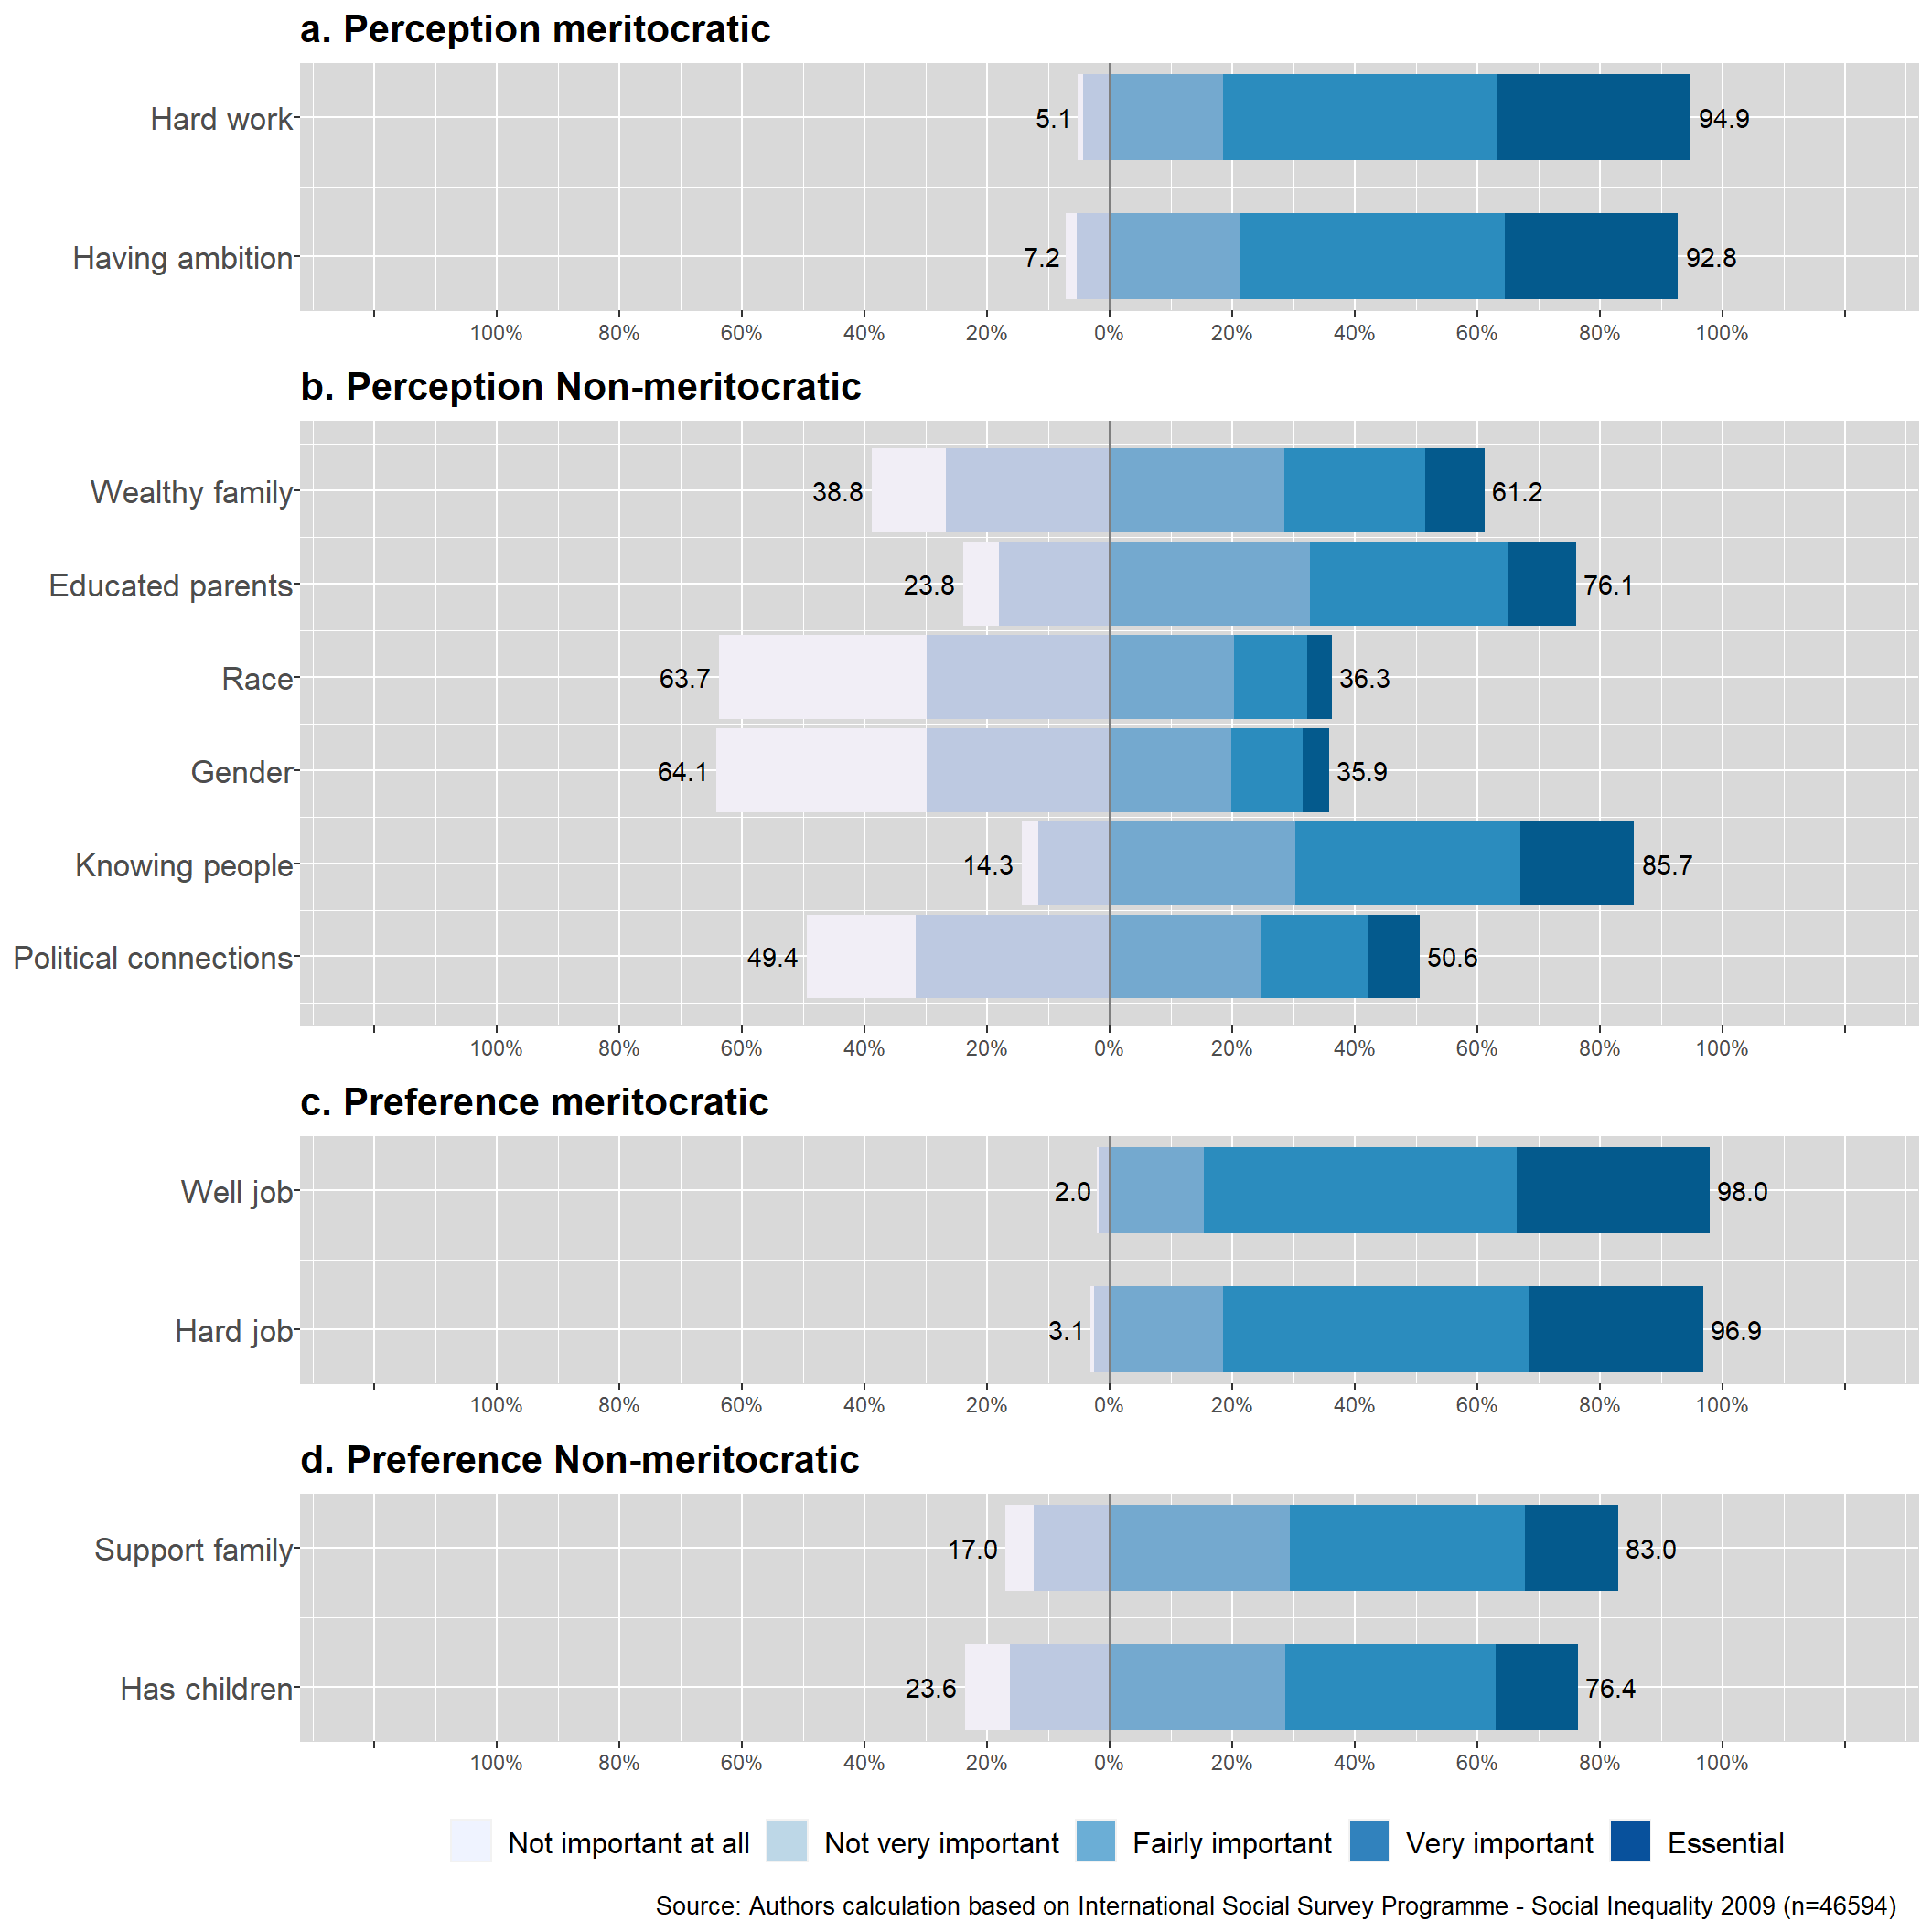 a. Perception meritocratic
Hard work 5.1 94.9
Having ambition 7.2 92.8
100% 80% 60% 40% 20% 0% 20% 40% 60% 80% 100%
b. Perception Non-meritocratic
Wealthy family 38.8 61.2
Educated parents 23.8 76.1
Race 63.7 36.3
Gender 64.1 35.9
Knowing people 14.3 85.7
Political connections 49.4 50.6
100% 80% 60% 40% 20% 0% 20% 40% 60% 80% 100%
c. Preference meritocratic
Well job 2.0 98.0
Hard job 3.1 96.9
100% 80% 60% 40% 20% 0% 20% 40% 60% 80% 100%
d. Preference Non-meritocratic
Support family 17.0 83.0
Has children 23.6 76.4
100% 80% 60% 40% 20% 0% 20% 40% 60% 80% 100%
Not important at all Not very important Fairly important Very important Essential
Source: Authors calculation based on International Social Survey Programme - Social Inequality 2009 (n=46594)